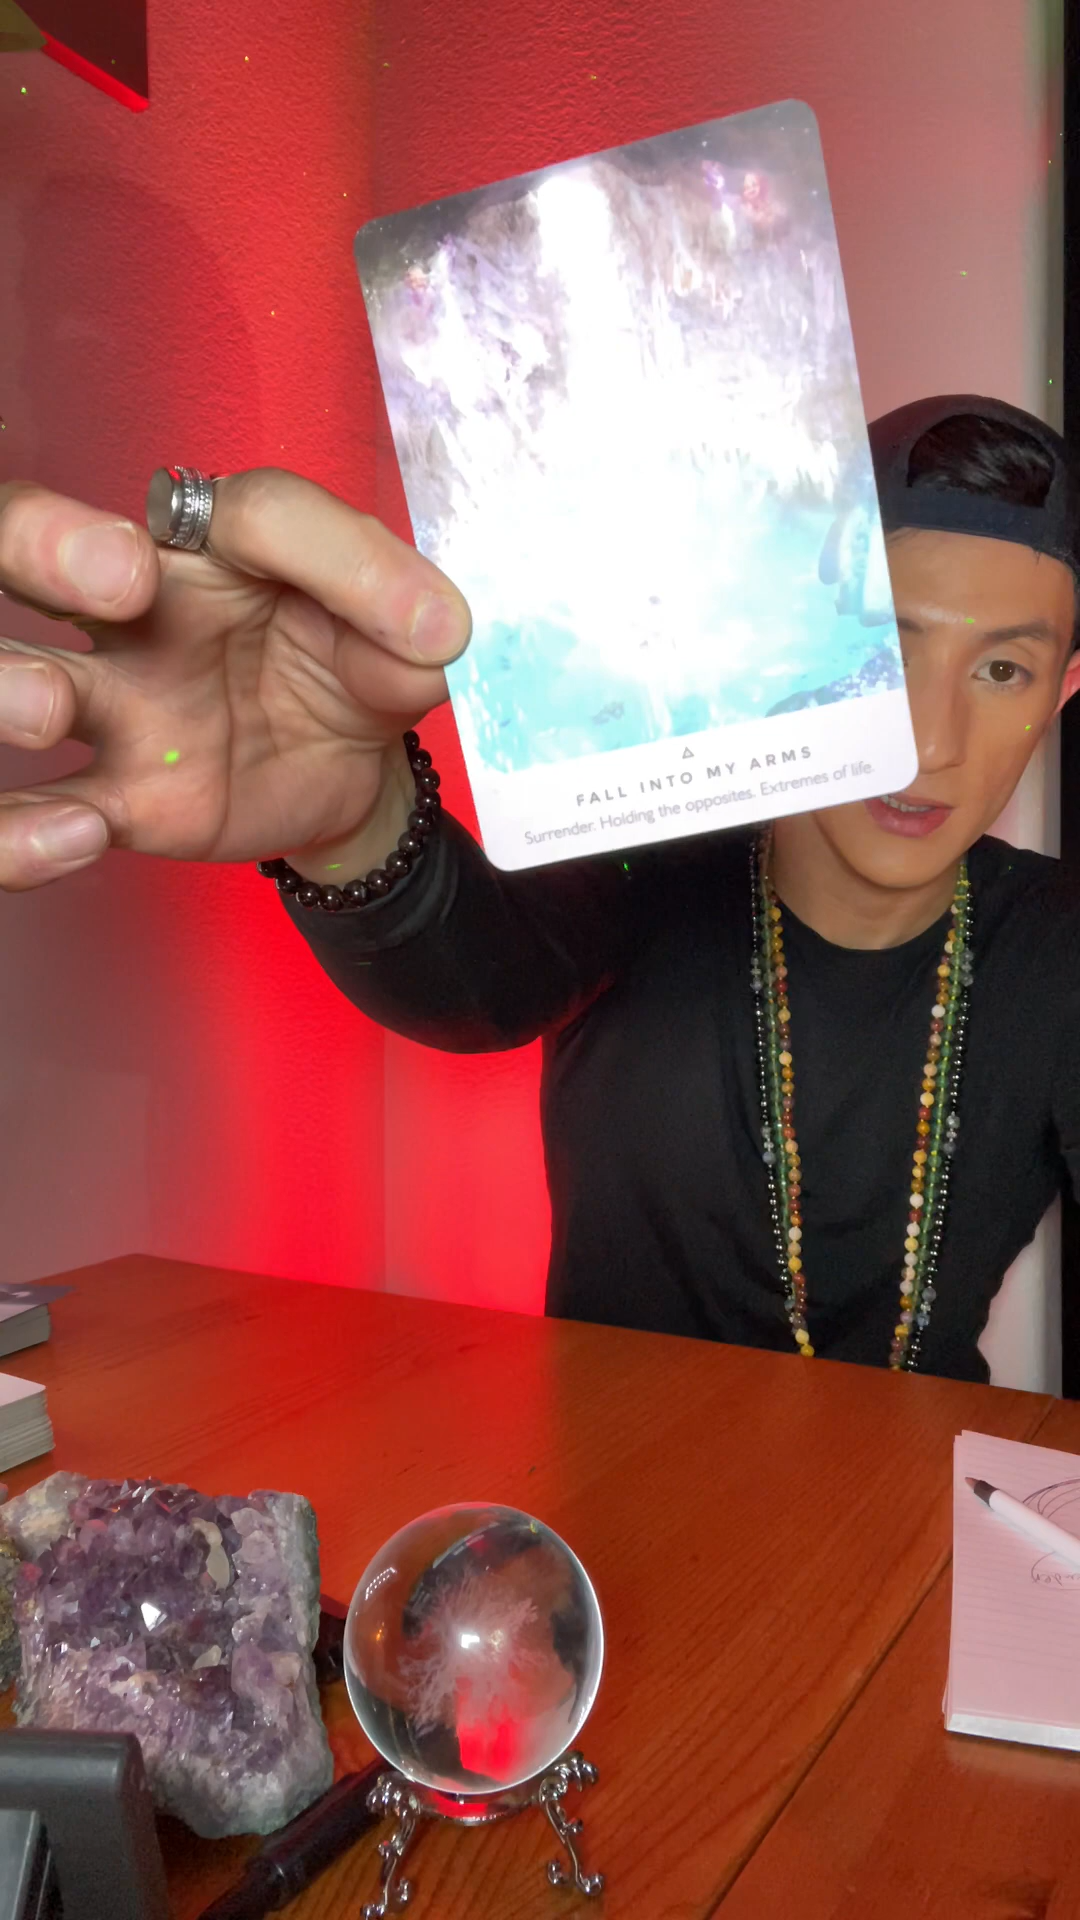 FALL INTO MY ARMS
Surrender. Holding the opposites. Extremes of life.